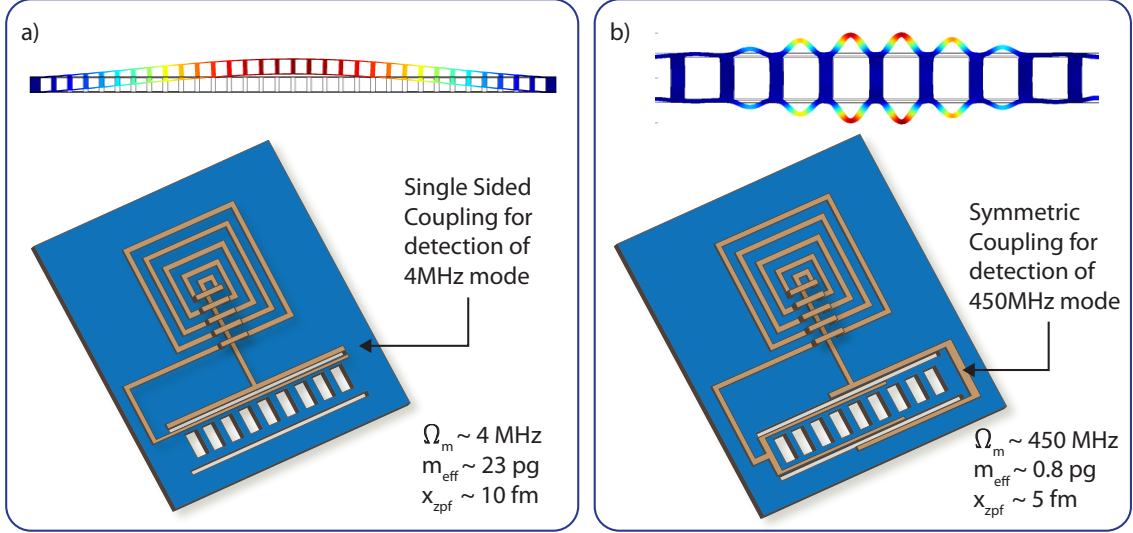 a)
Single Sided
Coupling for
detection of
4MHz mode
Ωm ~ 4 MHz
meff ~ 23 pg
xzpf ~ 10 fm
b)
Symmetric
Coupling for
detection of
450MHz mode
Ωm ~ 450 MHz
meff ~ 0.8 pg
xzpf ~ 5 fm